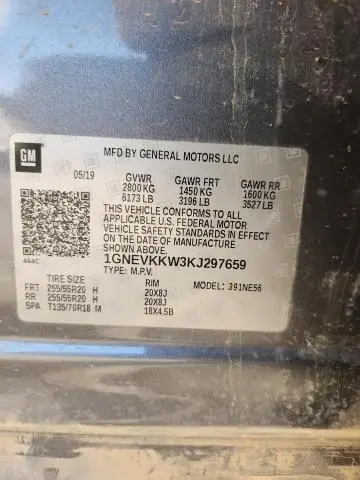 GM
MFD BY GENERAL MOTORS LLC
05/19 GVWR GAWR FRT GAWR RR
2800 KG 1450 KG 1600 KG
6173 LB 3196 LB 3527 LB
THIS VEHICLE CONFORMS TO ALL
APPLICABLE U.S. FEDERAL MOTOR
VEHICLE SAFETY STANDARDS IN EFFECT
ON THE DATE OF MANUFACTURE
SHOWN ABOVE.
464C 1GNEVKKW3KJ297659
TYPE: M.P.V.
TIRE SIZE RIM MODEL: 391NE56
FRT 255/55R20 H 20X8J
RR 255/55R20 H 20X8J
SPA T135/70R18 M 18X4.5B